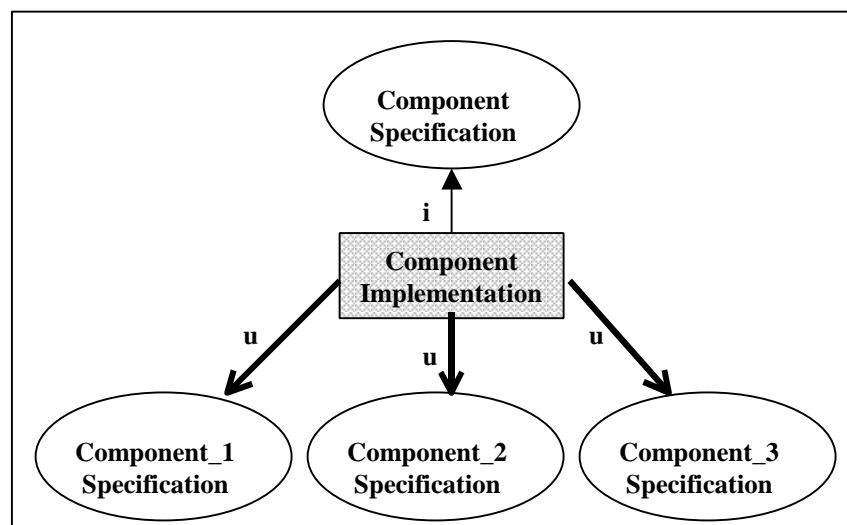 Component
Specification
i
Component
Implementation
u
u
u
Component_1
Specification
Component_2
Specification
Component_3
Specification